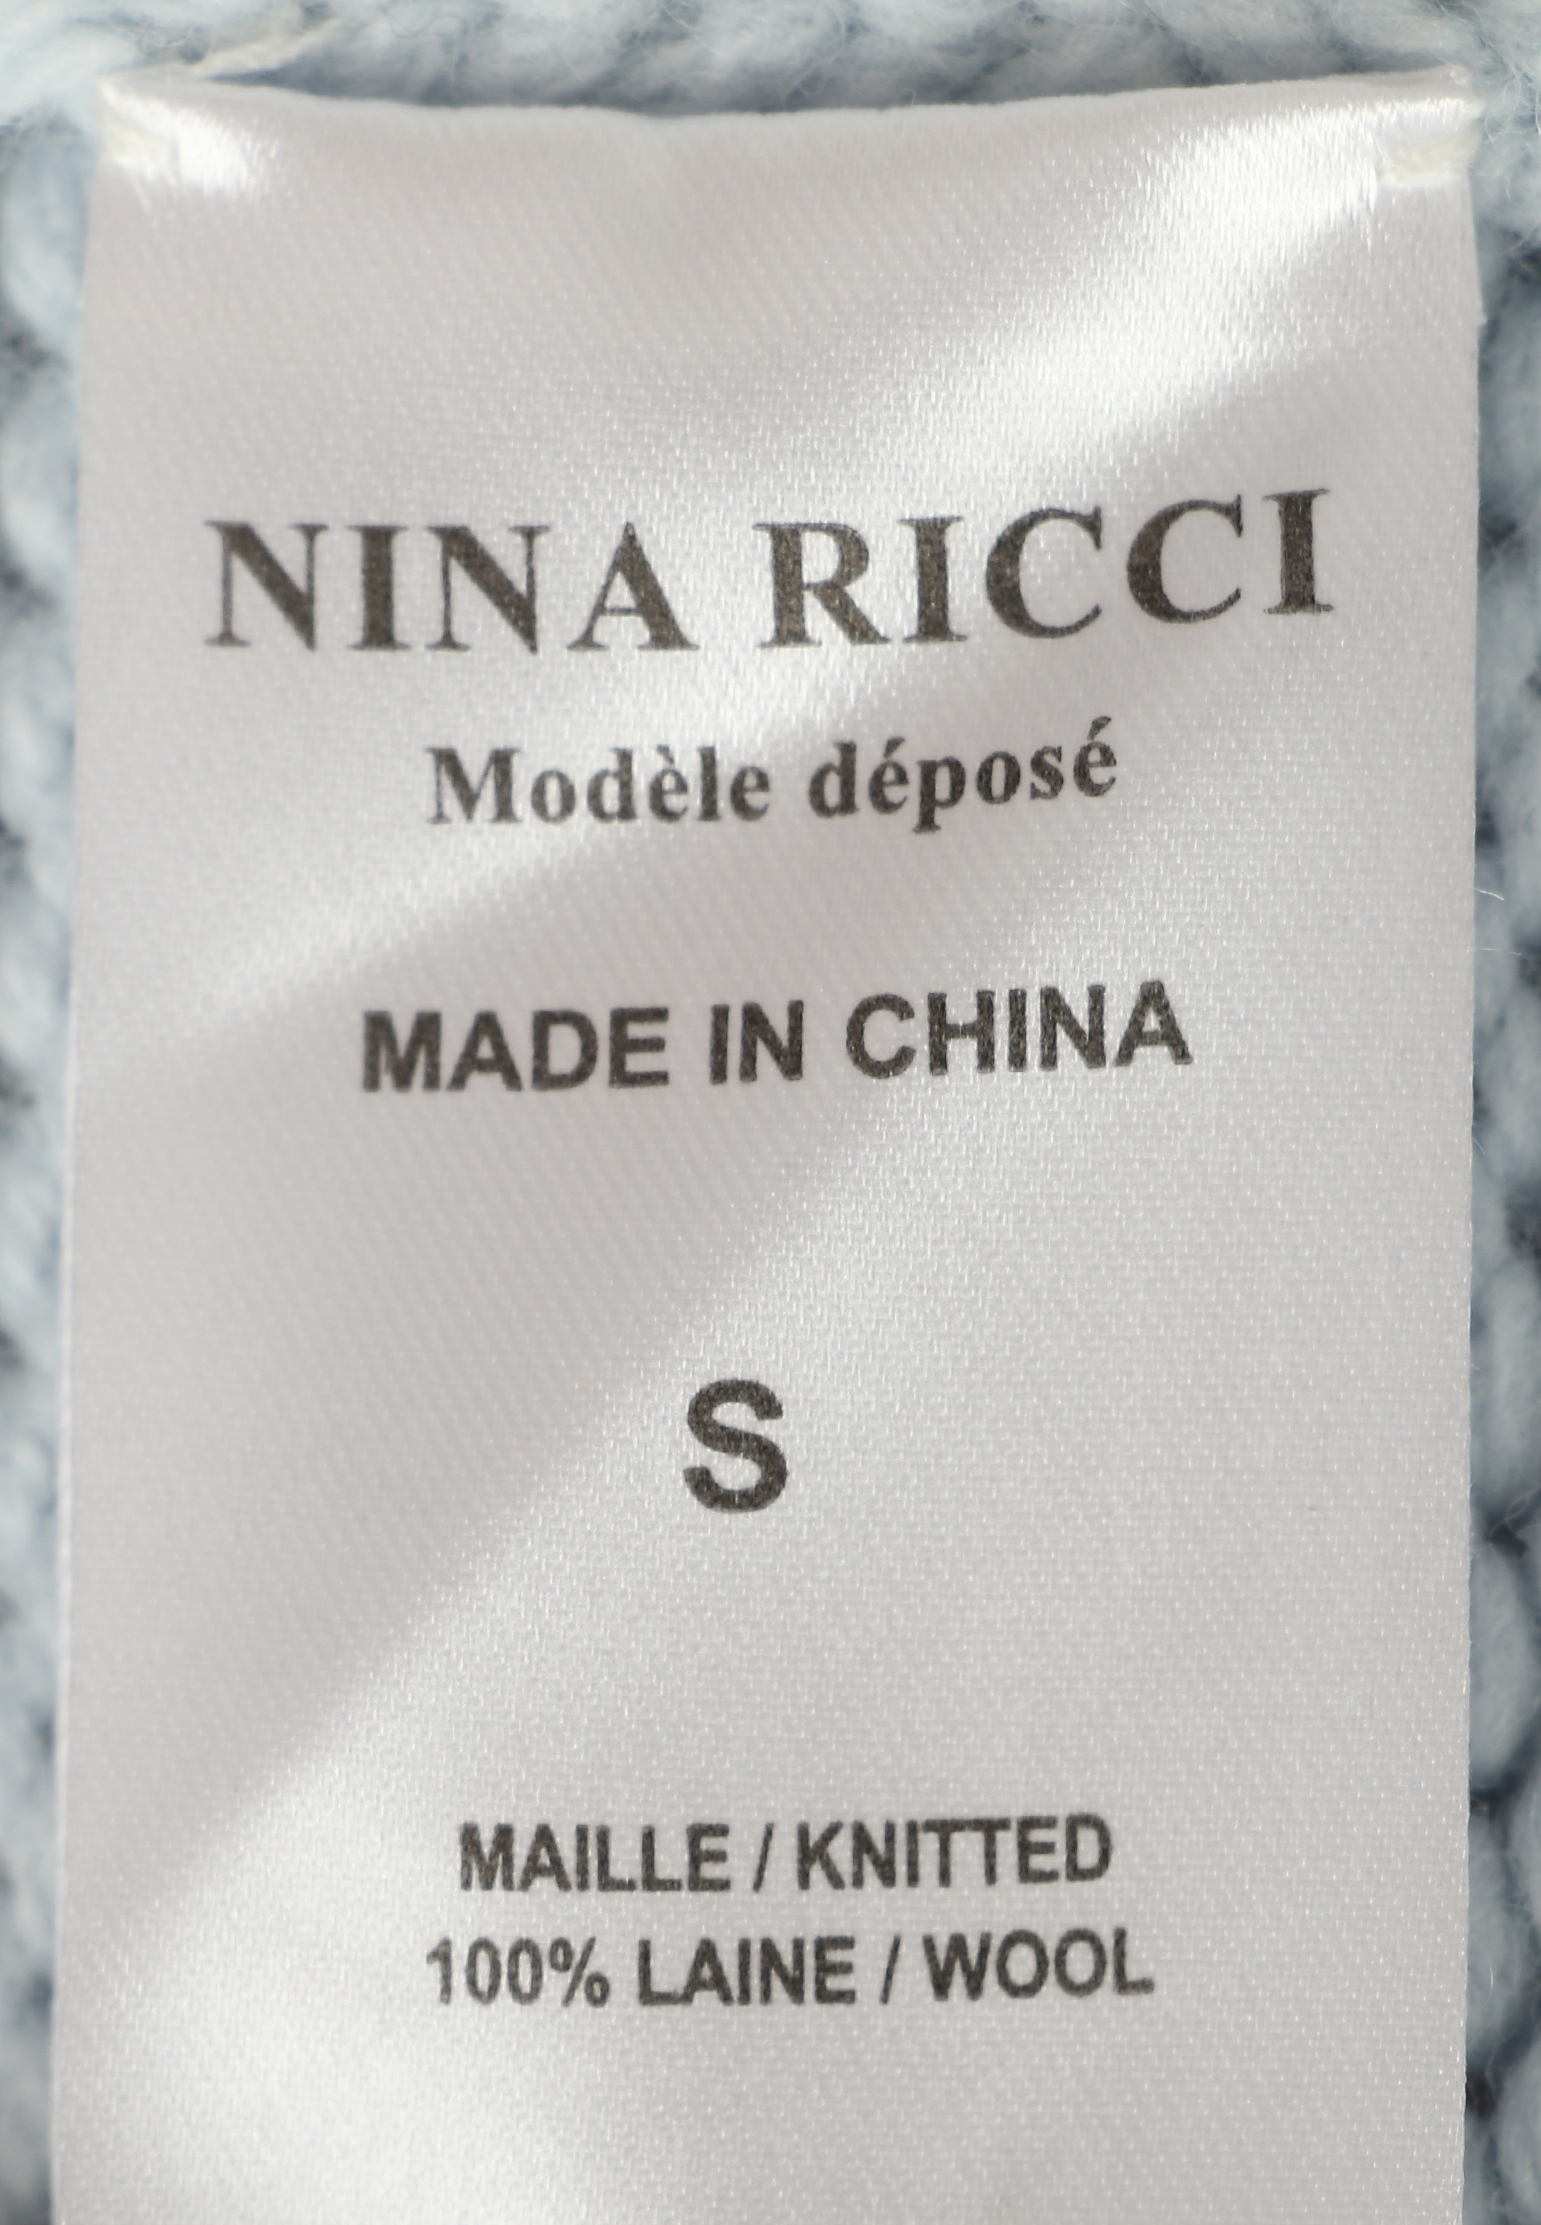 NINA RICCI
Modèle déposé
MADE IN CHINA
S
MAILLE / KNITTED
100% LAINE / WOOL